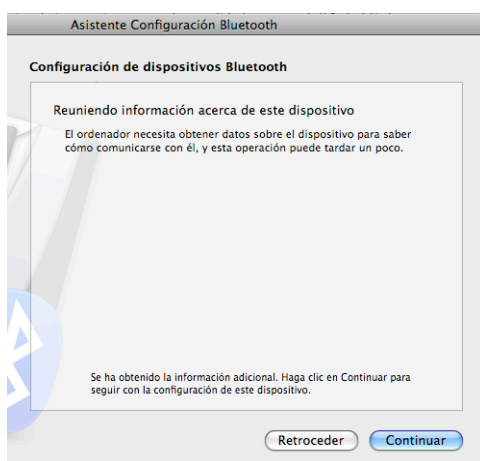 Asistente Configuración Bluetooth
Configuración de dispositivos Bluetooth
Reuniendo información acerca de este dispositivo
El ordenador necesita obtener datos sobre el dispositivo para saber
cómo comunicarse con él, y esta operación puede tardar un poco.
Se ha obtenido la información adicional. Haga clic en Continuar para
seguir con la configuración de este dispositivo.
Retroceder
Continuar